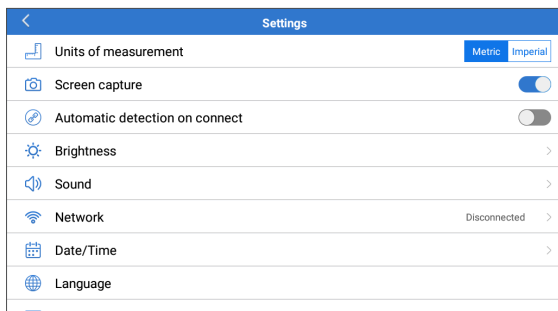 Settings
Units of measurement Metric Imperial
Screen capture
Automatic detection on connect
Brightness
Sound
Network Disconnected
Date/Time
Language